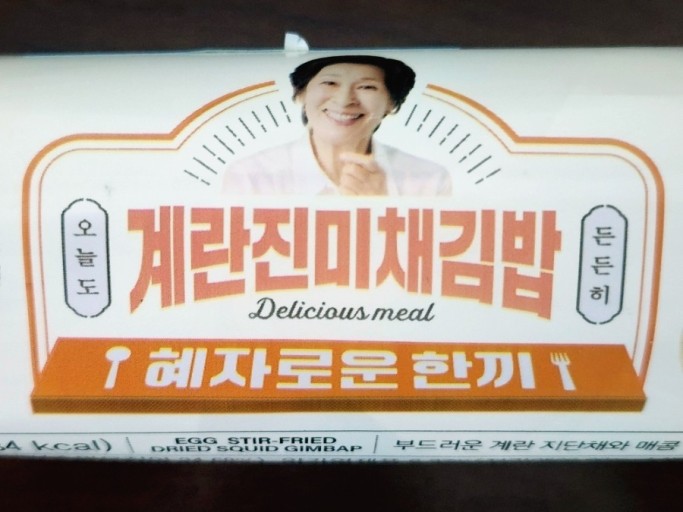 오늘도
계란진미채김밥
든든히
Delicious meal
혜자로운 한끼
4 kcal)
EGG STIR-FRIED
DRIED SQUID GIMBAP
부드러운 계란 지단채와 매콤